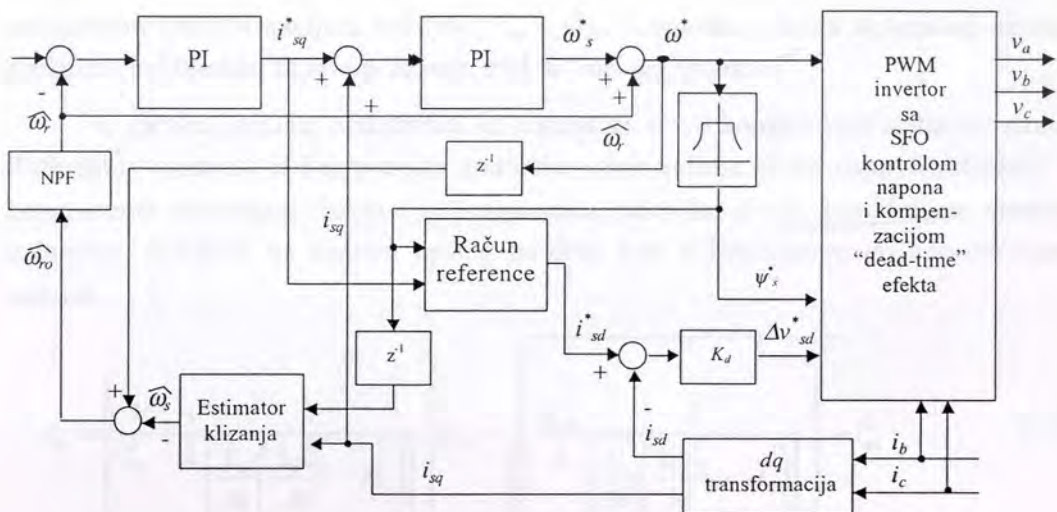 PI
i*sq
PI
ω*s
ω*
PWM
invertor
sa
SFO
kontrolom
napona
i kompen-
zacijom
“dead-time”
efekta
va
vb
vc
+
+
+
+
-
ω̂r
ω̂r
NPF
z-1
isq
Račun
reference
ω̂ro
ψ*s
i*sd
z-1
Kd
Δv*sd
+
+
-
ω̂s
-
Estimator
klizanja
isd
isq
dq
transformacija
ib
ic